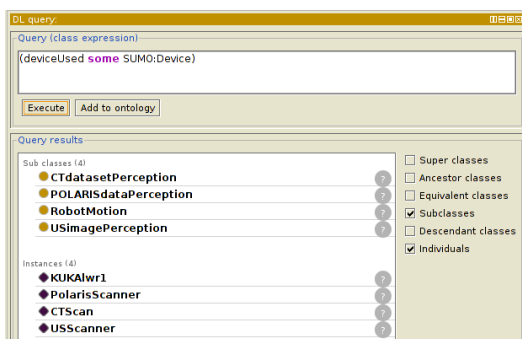 DL query:
Query (class expression)
(deviceUsed some SUMO:Device)
Execute
Add to ontology
Query results
Sub classes (4)
CTdatasetPerception
?
POLARISdataPerception
?
RobotMotion
?
USimagePerception
?
Instances (4)
KUKAlwr1
?
PolarisScanner
?
CTScan
?
USScanner
?
Super classes
Ancestor classes
Equivalent classes
Subclasses
Descendant classes
Individuals